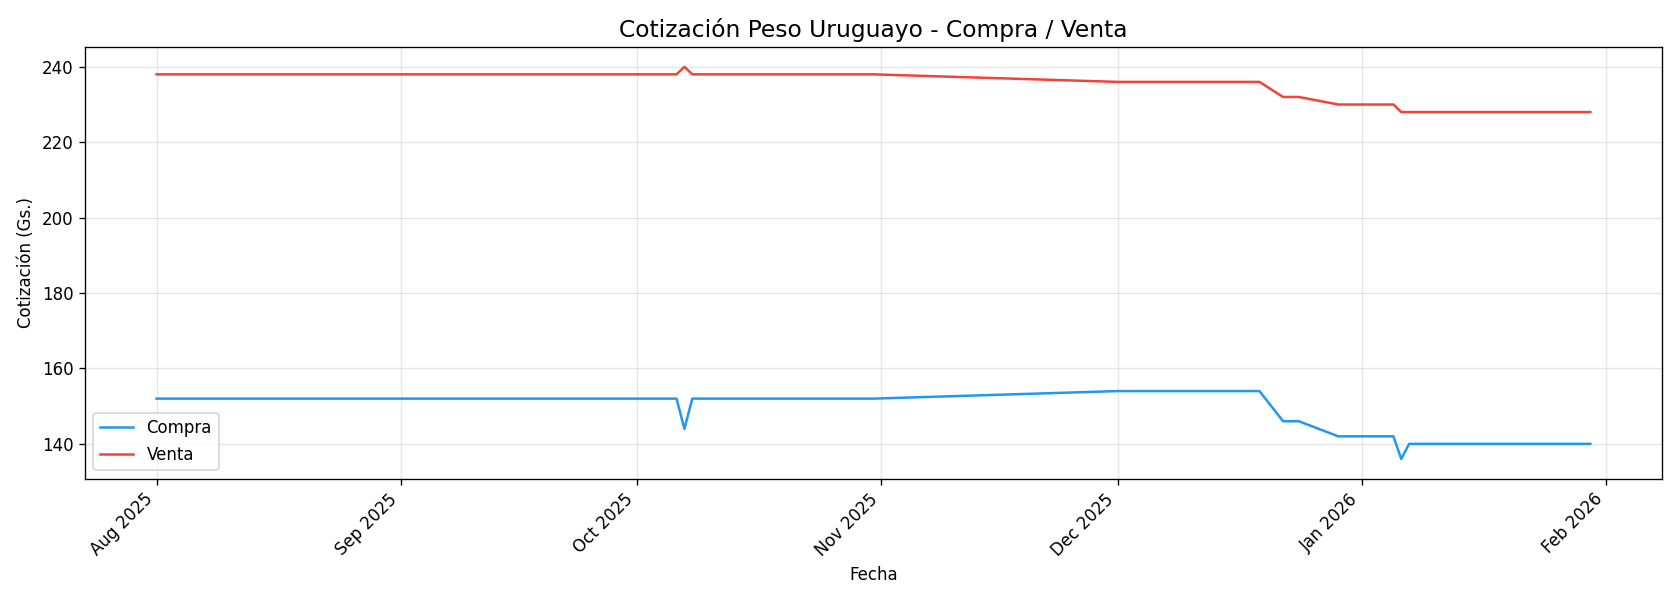 Cotización Peso Uruguayo - Compra / Venta
Cotización (Gs.)
240
220
200
180
160
140
Compra
Venta
Aug 2025
Sep 2025
Oct 2025
Nov 2025
Dec 2025
Jan 2026
Feb 2026
Fecha